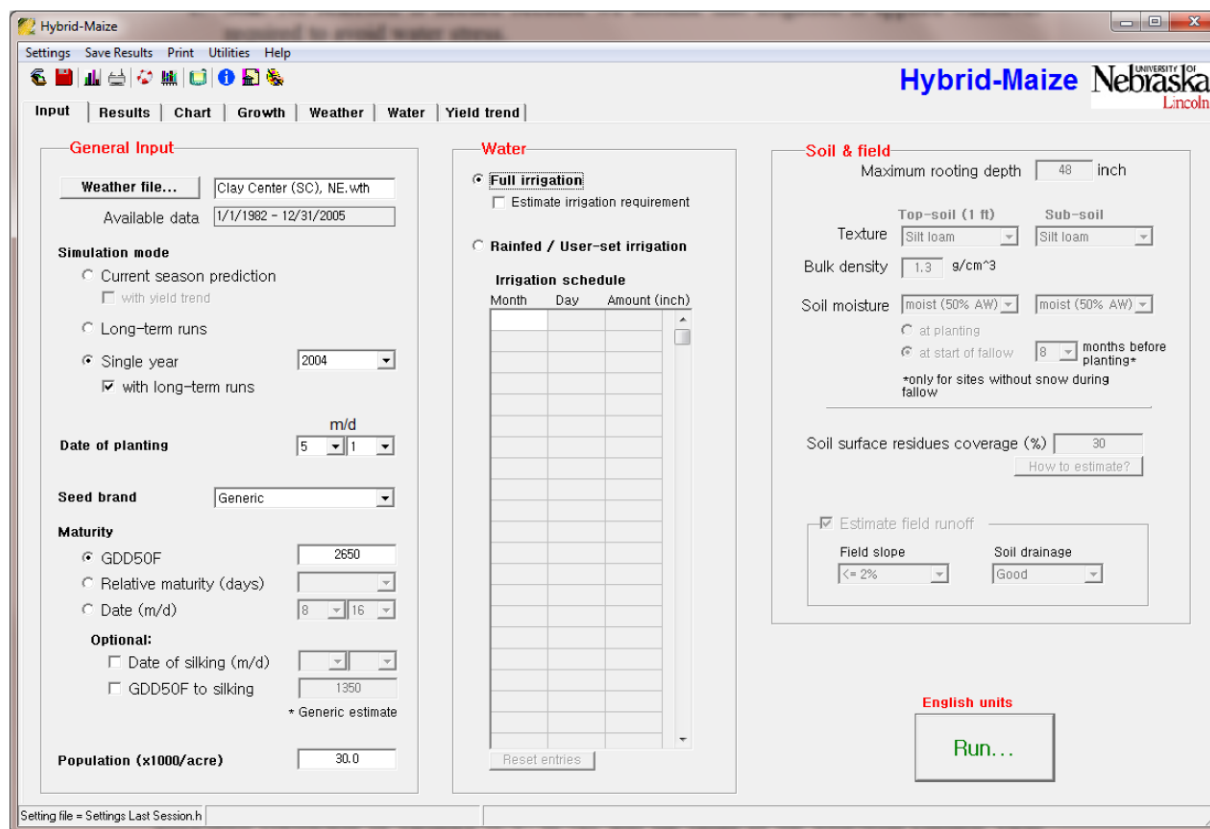 required to avoid water stress.
Hybrid-Maize
Settings Save Results Print Utilities Help
Hybrid-Maize
UNIVERSITY OF
Nebraska
Lincoln
Input Results Chart Growth Weather Water Yield trend
General Input
Weather file... Clay Center (SC), NE.wth
Available data 1/1/1982 - 12/31/2005
Simulation mode
Current season prediction
with yield trend
Long-term runs
Single year 2004
with long-term runs
m/d
Date of planting 5 1
Seed brand Generic
Maturity
GDD50F 2650
Relative maturity (days)
Date (m/d) 8 16
Optional:
Date of silking (m/d)
GDD50F to silking 1350
* Generic estimate
Population (x1000/acre) 30.0
Water
Full irrigation
Estimate irrigation requirement
Rainfed / User-set irrigation
Irrigation schedule
Month Day Amount (inch)
Reset entries
Soil & field
Maximum rooting depth 48 inch
Top-soil (1 ft) Sub-soil
Texture Silt loam Silt loam
Bulk density 1.3 g/cm^3
Soil moisture moist (50% AW) moist (50% AW)
at planting
at start of fallow 8 months before
planting*
*only for sites without snow during
fallow
Soil surface residues coverage (%) 30
How to estimate?
Estimate field runoff
Field slope Soil drainage
<= 2% Good
English units
Run...
Setting file = Settings Last Session.h